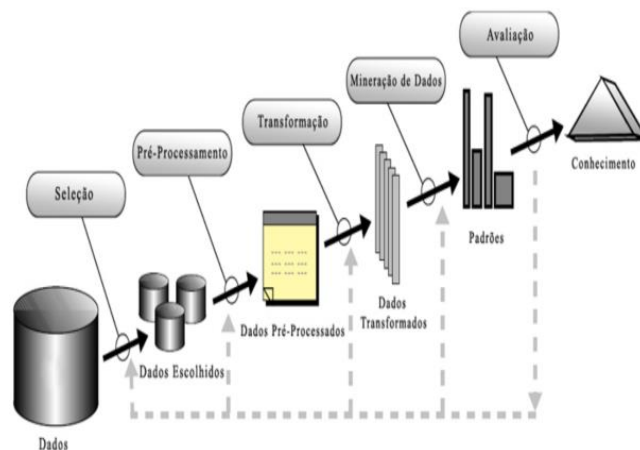 Avaliação
Mineração de Dados
Transformação
Pré-Processamento
Seleção
Conhecimento
Padrões
Dados
Transformados
Dados Pré-Processados
Dados Escolhidos
Dados